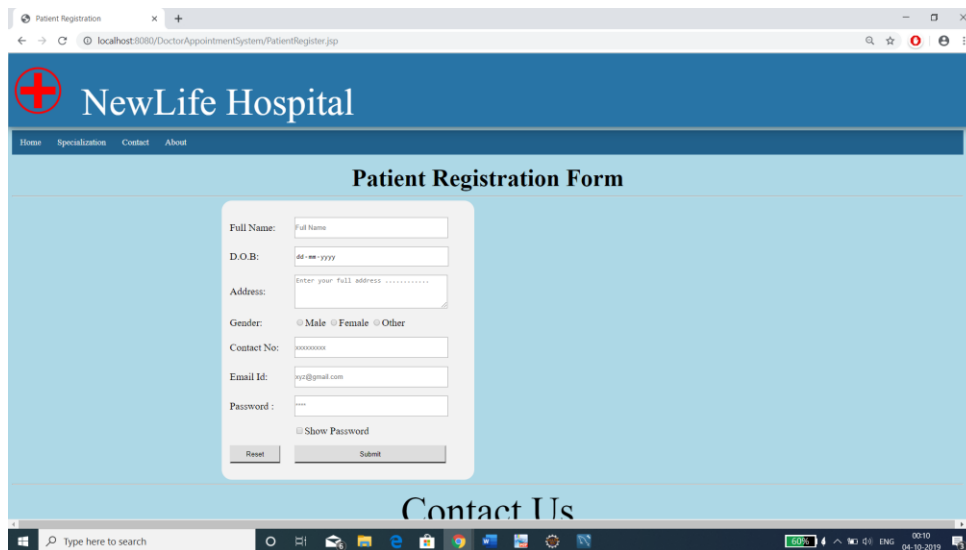 Patient Registration
localhost:8080/DoctorAppointmentSystem/PatientRegister.jsp
NewLife Hospital
Home Specialization Contact About
Patient Registration Form
Full Name: Full Name
D.O.B: dd-mm-yyyy
Enter your full address ............
Address:
Gender: Male Female Other
Contact No: xxxxxxxxx
Email Id: xyz@gmail.com
Password : ****
Show Password
Reset Submit
Contact Us
Type here to search
60% ENG 00:10
04-10-2019